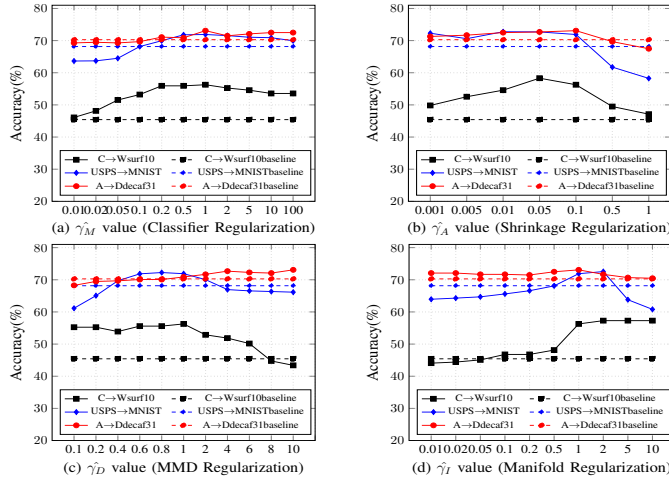 80
70
60
50
40
30
20
Accuracy(%)
C→Wsurf10 C→Wsurf10baseline
USPS→MNIST USPS→MNISTbaseline
A→Ddecaf31 A→Ddecaf31baseline
0.01 0.02 0.05 0.1 0.2 0.5 1 2 5 10 100
(a) γ̂_M value (Classifier Regularization)
80
70
60
50
40
30
20
Accuracy(%)
C→Wsurf10 C→Wsurf10baseline
USPS→MNIST USPS→MNISTbaseline
A→Ddecaf31 A→Ddecaf31baseline
0.001 0.005 0.01 0.05 0.1 0.5 1
(b) γ̂_A value (Shrinkage Regularization)
80
70
60
50
40
30
20
Accuracy(%)
C→Wsurf10 C→Wsurf10baseline
USPS→MNIST USPS→MNISTbaseline
A→Ddecaf31 A→Ddecaf31baseline
0.1 0.2 0.4 0.6 0.8 1 2 4 6 8 10
(c) γ̂_D value (MMD Regularization)
80
70
60
50
40
30
20
Accuracy(%)
C→Wsurf10 C→Wsurf10baseline
USPS→MNIST USPS→MNISTbaseline
A→Ddecaf31 A→Ddecaf31baseline
0.01 0.02 0.05 0.1 0.2 0.5 1 2 5 10
(d) γ̂_I value (Manifold Regularization)